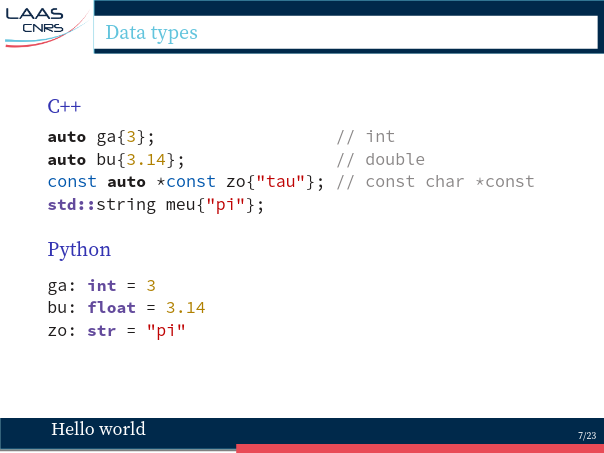 LAAS
CNRS
Data types
C++
auto ga{3}; // int
auto bu{3.14}; // double
const auto *const zo{"tau"}; // const char *const
std::string meu{"pi"};
Python
ga: int = 3
bu: float = 3.14
zo: str = "pi"
Hello world
7/23